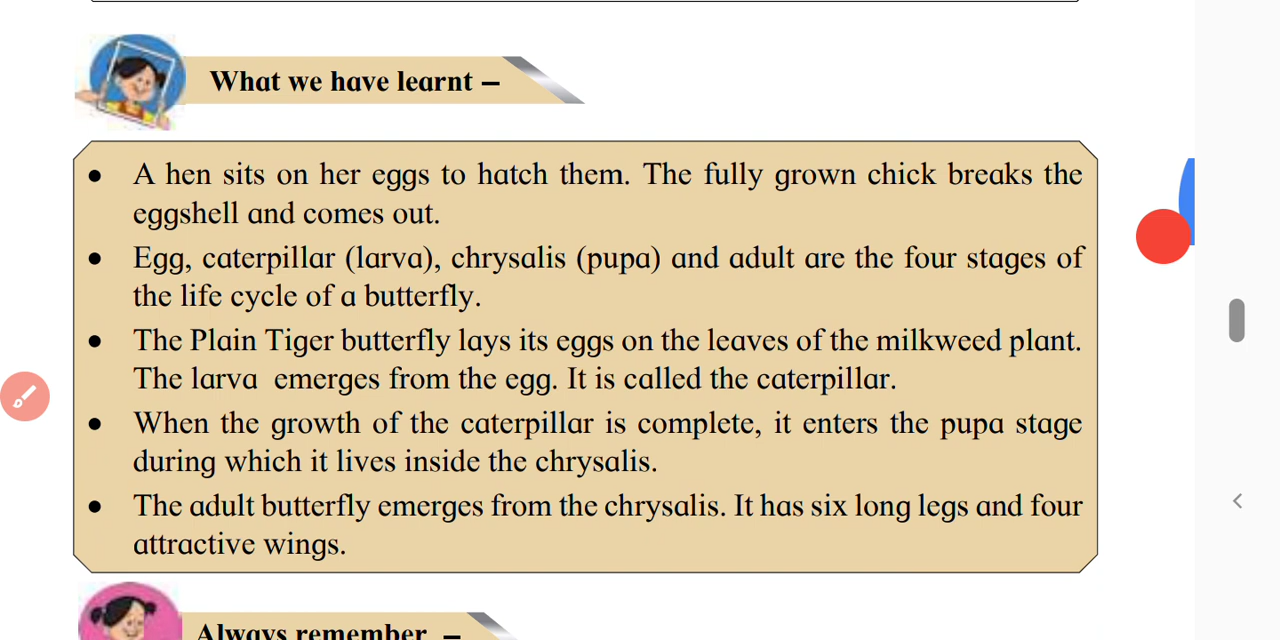 What we have learnt –
● A hen sits on her eggs to hatch them. The fully grown chick breaks the
eggshell and comes out.
● Egg, caterpillar (larva), chrysalis (pupa) and adult are the four stages of
the life cycle of a butterfly.
● The Plain Tiger butterfly lays its eggs on the leaves of the milkweed plant.
The larva emerges from the egg. It is called the caterpillar.
● When the growth of the caterpillar is complete, it enters the pupa stage
during which it lives inside the chrysalis.
● The adult butterfly emerges from the chrysalis. It has six long legs and four
attractive wings.
Always remember –